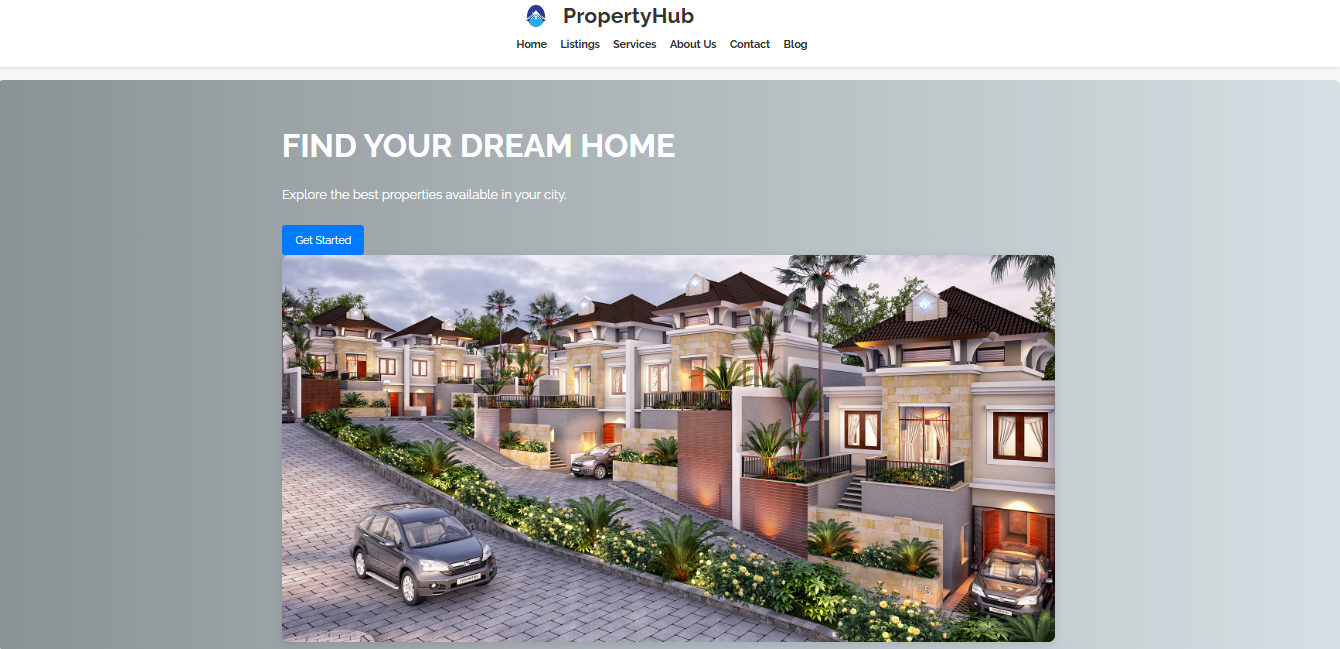 PropertyHub
Home Listings Services About Us Contact Blog
FIND YOUR DREAM HOME
Explore the best properties available in your city.
Get Started